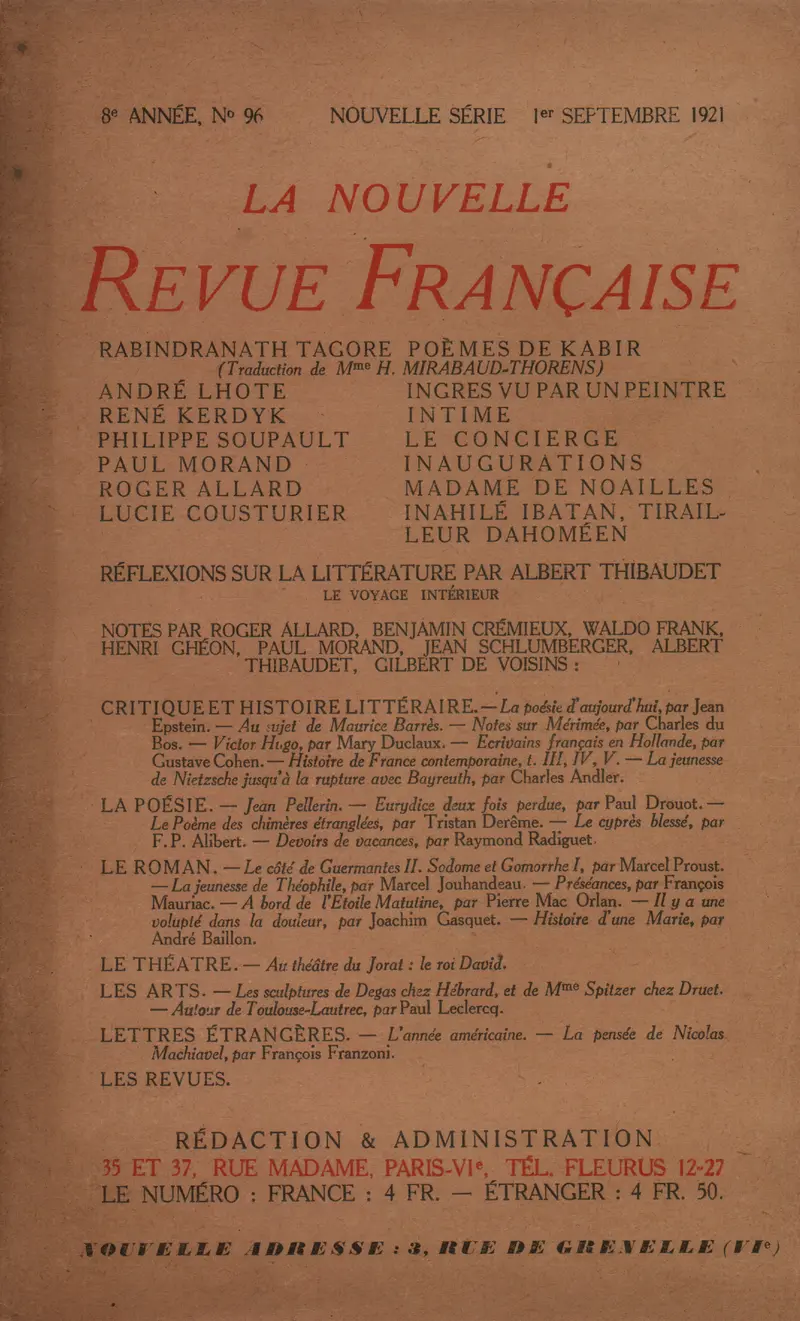 8e ANNÉE, No 96 NOUVELLE SÉRIE 1er SEPTEMBRE 1921
LA NOUVELLE
REVUE FRANÇAISE
RABINDRANATH TAGORE POÈMES DE KABIR
(Traduction de Mme H. MIRABAUD-THORENS)
ANDRÉ LHOTE INGRES VU PAR UN PEINTRE
RENÉ KERDYK INTIME
PHILIPPE SOUPAULT LE CONCIERGE
PAUL MORAND INAUGURATIONS
ROGER ALLARD MADAME DE NOAILLES
LUCIE COUSTURIER INAHILÉ IBATAN, TIRAIL-
LEUR DAHOMÉEN
RÉFLEXIONS SUR LA LITTÉRATURE PAR ALBERT THIBAUDET
LE VOYAGE INTÉRIEUR
NOTES PAR ROGER ALLARD, BENJAMIN CRÉMIEUX, WALDO FRANK,
HENRI GHÉON, PAUL MORAND, JEAN SCHLUMBERGER, ALBERT
THIBAUDET, GILBERT DE VOISINS :
CRITIQUE ET HISTOIRE LITTÉRAIRE. — La poésie d'aujourd'hui, par Jean
Epstein. — Au sujet de Maurice Barrès. — Notes sur Mérimée, par Charles du
Bos. — Victor Hugo, par Mary Duclaux. — Ecrivains français en Hollande, par
Gustave Cohen. — Histoire de France contemporaine, t. III, IV, V. — La jeunesse
de Nietzsche jusqu'à la rupture avec Bayreuth, par Charles Andler.
LA POÉSIE. — Jean Pellerin. — Eurydice deux fois perdue, par Paul Drouot. —
Le Poème des chimères étranglées, par Tristan Derême. — Le cyprès blessé, par
F. P. Alibert. — Devoirs de vacances, par Raymond Radiguet.
LE ROMAN. — Le côté de Guermantes II. Sodome et Gomorrhe I, par Marcel Proust.
— La jeunesse de Théophile, par Marcel Jouhandeau. — Préséances, par François
Mauriac. — A bord de l'Etoile Matutine, par Pierre Mac Orlan. — Il y a une
volupté dans la douleur, par Joachim Gasquet. — Histoire d'une Marie, par
André Baillon.
LE THÉATRE. — Au théâtre du Jorat : le roi David.
LES ARTS. — Les sculptures de Degas chez Hébrard, et de Mme Spitzer chez Druet.
— Autour de Toulouse-Lautrec, par Paul Leclercq.
LETTRES ÉTRANGÈRES. — L'année américaine. — La pensée de Nicolas
Machiavel, par François Franzoni.
LES REVUES.
RÉDACTION & ADMINISTRATION
35 ET 37, RUE MADAME, PARIS-VIe, TÉL. FLEURUS 12-27
LE NUMÉRO : FRANCE : 4 FR. — ÉTRANGER : 4 FR. 50.
NOUVELLE ADRESSE : 3, RUE DE GRENELLE (VIe)